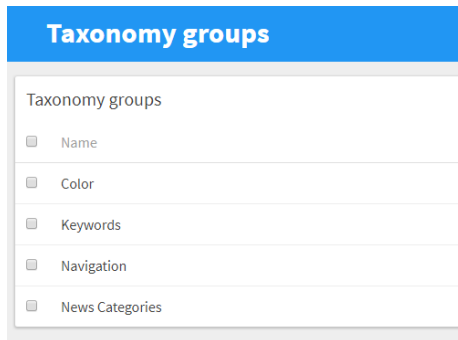 Taxonomy groups
Taxonomy groups
Name
Color
Keywords
Navigation
News Categories